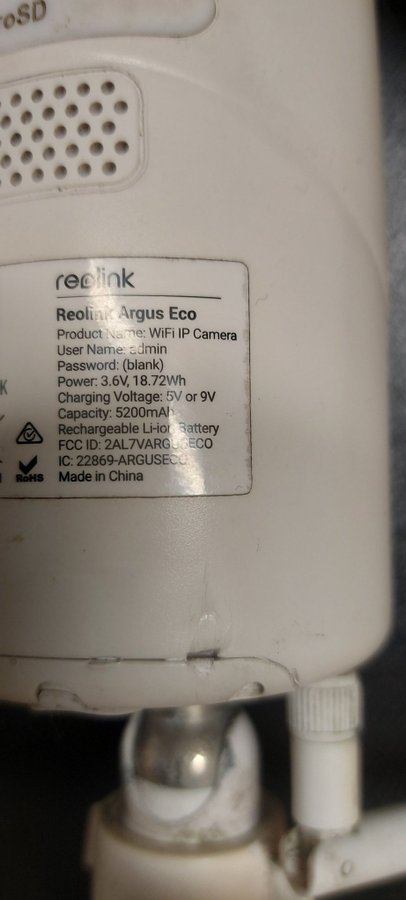 roSD
reolink
Reolink Argus Eco
Product Name: WiFi IP Camera
User Name: admin
Password: (blank)
Power: 3.6V, 18.72Wh
Charging Voltage: 5V or 9V
Capacity: 5200mAh
Rechargeable Li-ion Battery
FCC ID: 2AL7VARGUSECO
IC: 22869-ARGUSECO
Made in China
K
RoHS